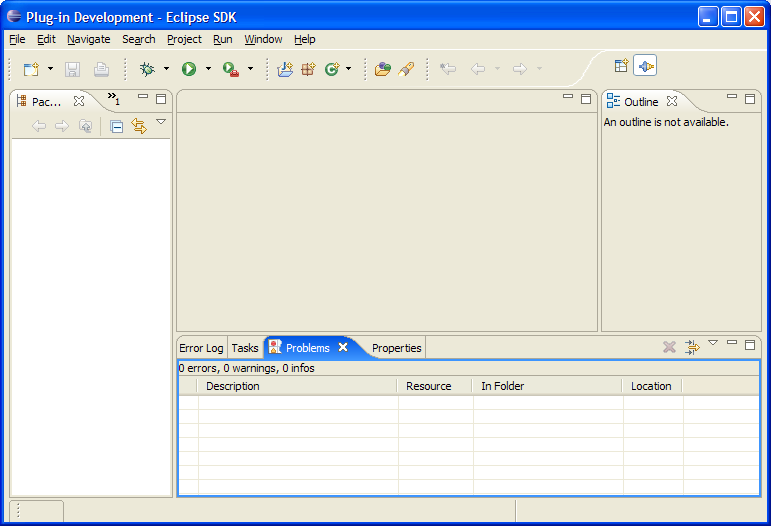 Plug-in Development - Eclipse SDK
File Edit Navigate Search Project Run Window Help
Pac... »1
Outline
An outline is not available.
Error Log Tasks Problems Properties
0 errors, 0 warnings, 0 infos
Description Resource In Folder Location